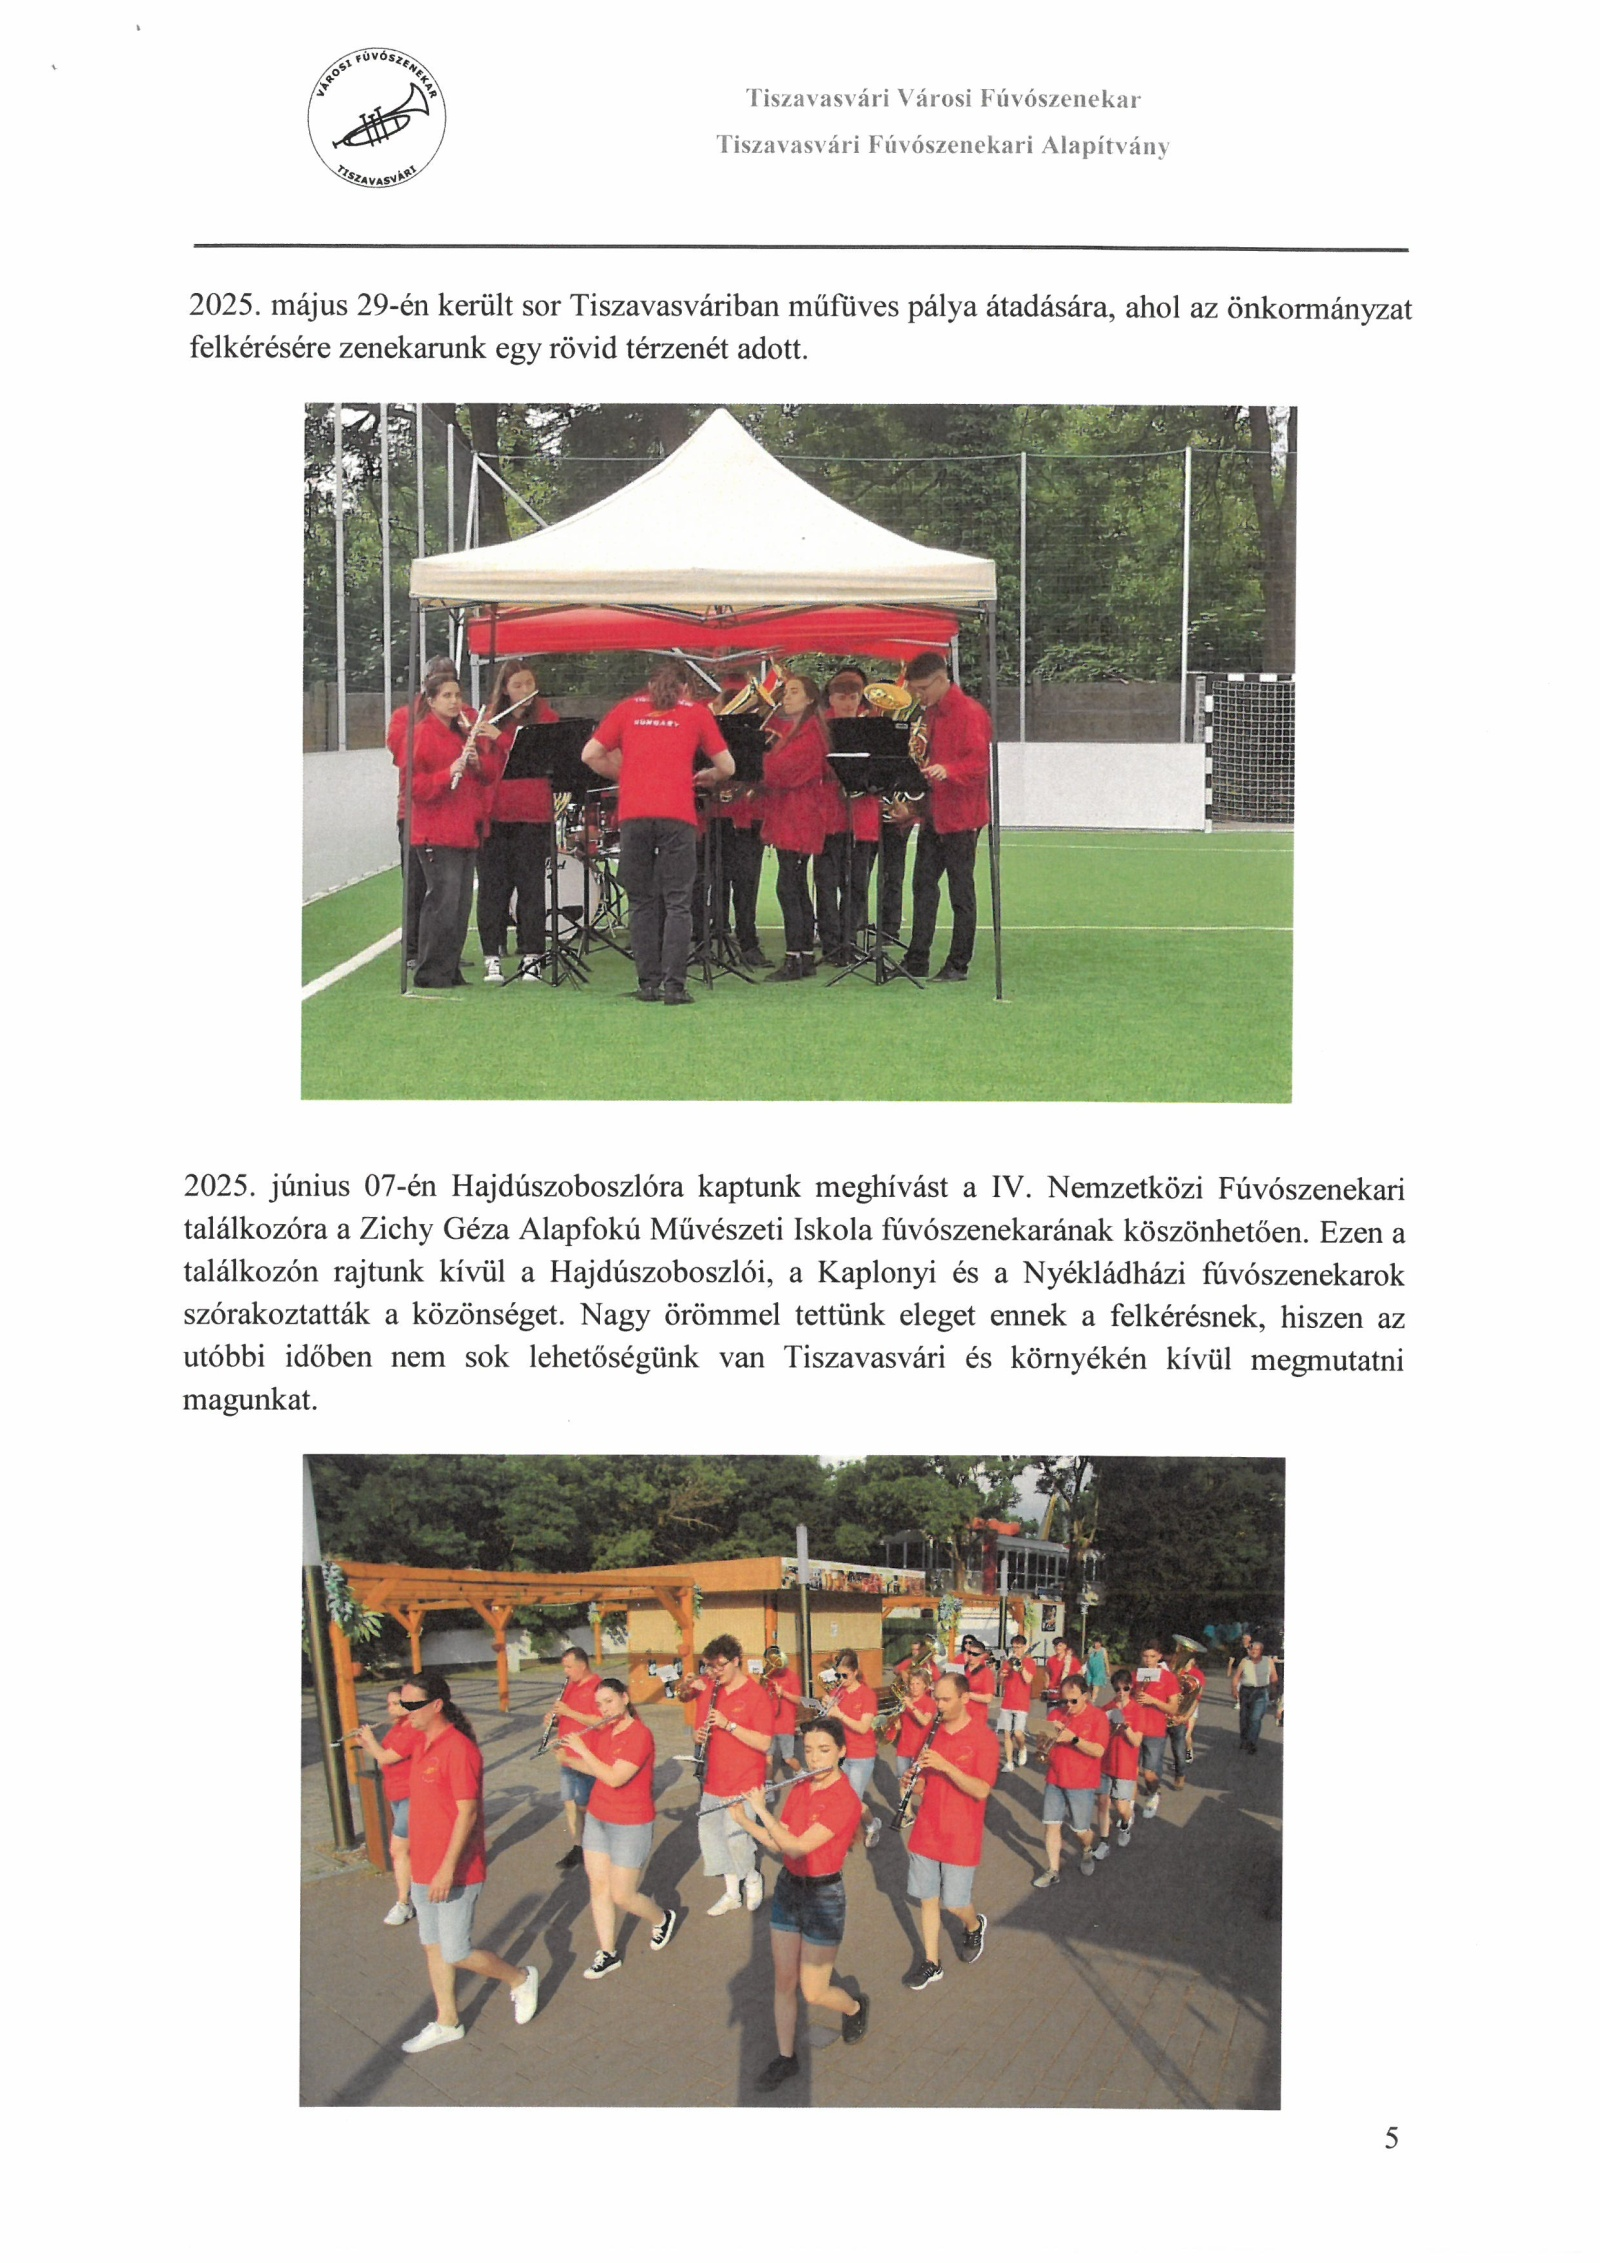 VÁROSI FÚVÓSZENEKAR
TISZAVASVÁRI
Tiszavasvári Városi Fúvószenekar
Tiszavasvári Fúvószenekari Alapítvány
2025. május 29-én került sor Tiszavasváriban műfüves pálya átadására, ahol az önkormányzat
felkérésére zenekarunk egy rövid térzenét adott.
HUNGARY
2025. június 07-én Hajdúszoboszlóra kaptunk meghívást a IV. Nemzetközi Fúvószenekari
találkozóra a Zichy Géza Alapfokú Művészeti Iskola fúvószenekarának köszönhetően. Ezen a
találkozón rajtunk kívül a Hajdúszoboszlói, a Kaplonyi és a Nyékládházi fúvószenekarok
szórakoztatták a közönséget. Nagy örömmel tettünk eleget ennek a felkérésnek, hiszen az
utóbbi időben nem sok lehetőségünk van Tiszavasvári és környékén kívül megmutatni
magunkat.
5